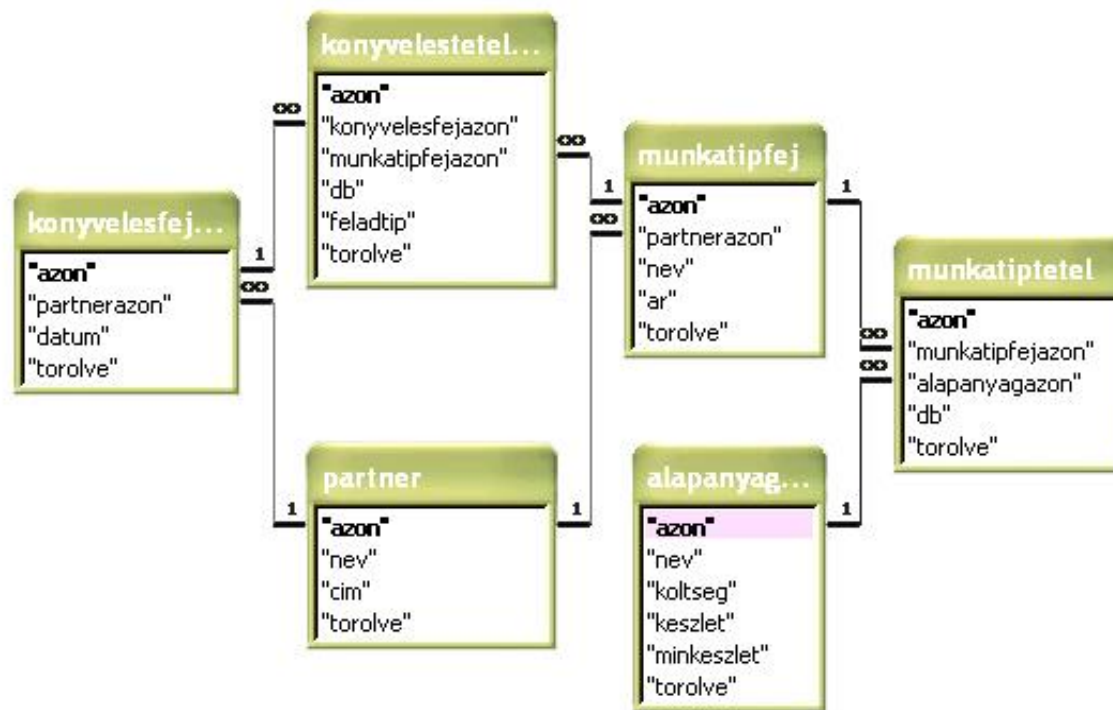 konyvelestetel...
"azon"
"konyvelesfejazon"
"munkatipfejazon"
"db"
"feladtip"
"torolve"
konyvelesfej...
"azon"
"partnerazon"
"datum"
"torolve"
munkatipfej
"azon"
"partnerazon"
"nev"
"ar"
"torolve"
munkatiptetel
"azon"
"munkatipfejazon"
"alapanyagazon"
"db"
"torolve"
partner
"azon"
"nev"
"cim"
"torolve"
alapanyag...
"azon"
"nev"
"koltseg"
"keszlet"
"minkeszlet"
"torolve"
1
∞
∞
1
∞
1
∞
1
∞
∞
1
1